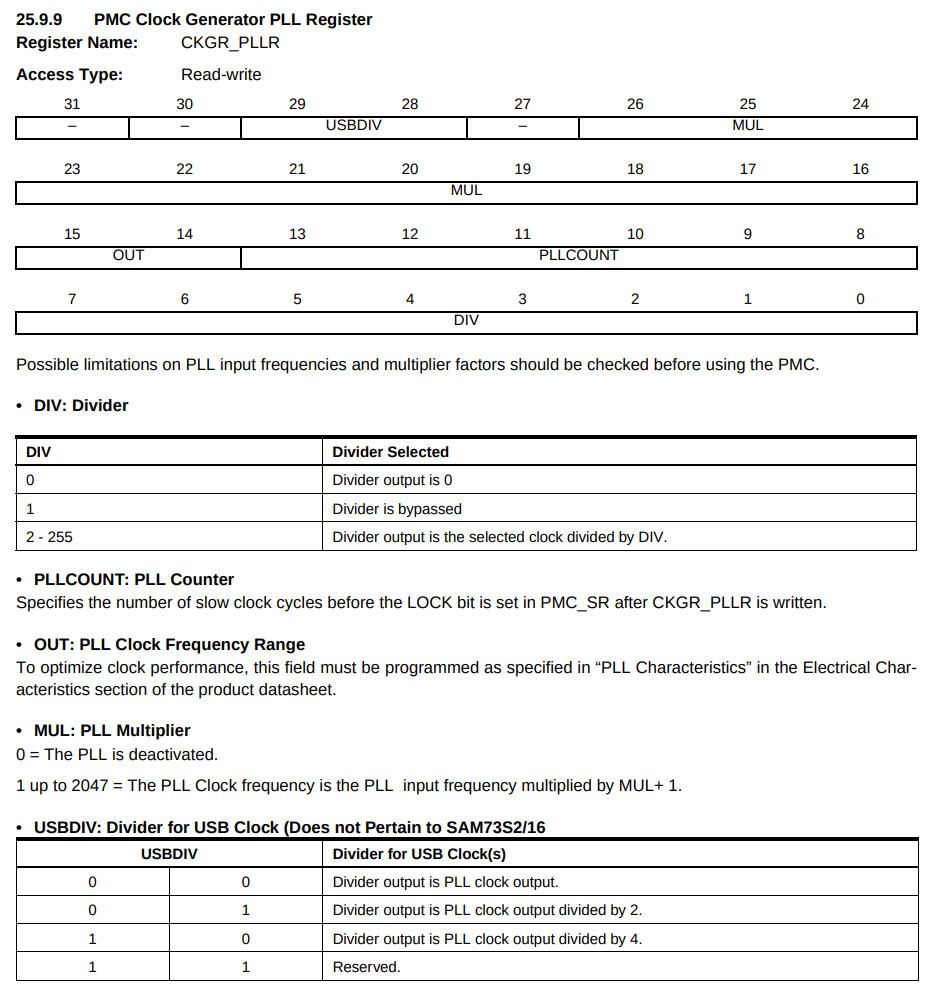 25.9.9 PMC Clock Generator PLL Register
Register Name: CKGR_PLLR
Access Type: Read-write
31 30 29 28 27 26 25 24
– – USBDIV – MUL
23 22 21 20 19 18 17 16
MUL
15 14 13 12 11 10 9 8
OUT PLLCOUNT
7 6 5 4 3 2 1 0
DIV
Possible limitations on PLL input frequencies and multiplier factors should be checked before using the PMC.
• DIV: Divider
DIV Divider Selected
0 Divider output is 0
1 Divider is bypassed
2 - 255 Divider output is the selected clock divided by DIV.
• PLLCOUNT: PLL Counter
Specifies the number of slow clock cycles before the LOCK bit is set in PMC_SR after CKGR_PLLR is written.
• OUT: PLL Clock Frequency Range
To optimize clock performance, this field must be programmed as specified in “PLL Characteristics” in the Electrical Char-
acteristics section of the product datasheet.
• MUL: PLL Multiplier
0 = The PLL is deactivated.
1 up to 2047 = The PLL Clock frequency is the PLL input frequency multiplied by MUL+ 1.
• USBDIV: Divider for USB Clock (Does not Pertain to SAM73S2/16
USBDIV Divider for USB Clock(s)
0 0 Divider output is PLL clock output.
0 1 Divider output is PLL clock output divided by 2.
1 0 Divider output is PLL clock output divided by 4.
1 1 Reserved.